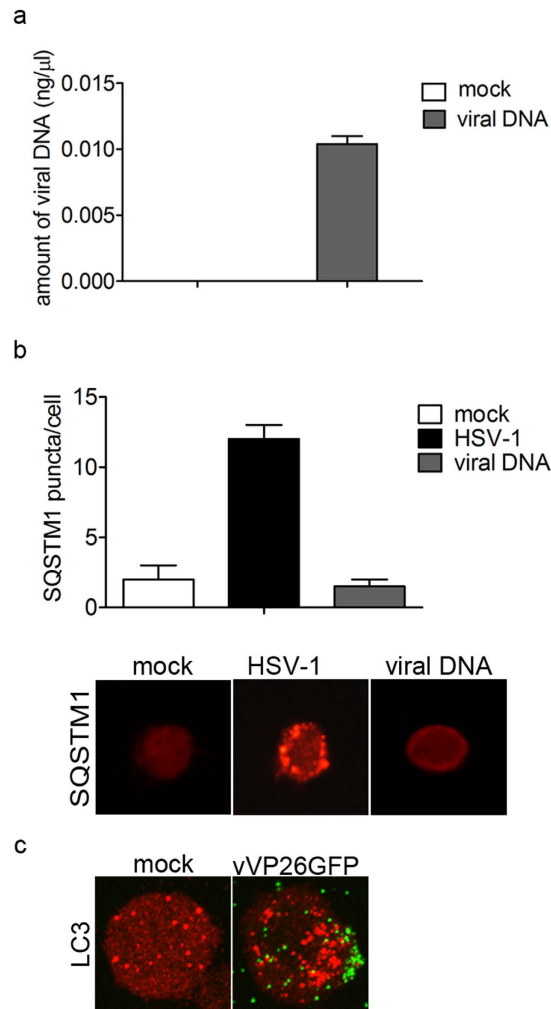 a
amount of viral DNA (ng/µl)
0.015
0.010
0.005
0.000
mock
viral DNA
b
SQSTM1 puncta/cell
15
10
5
0
mock
HSV-1
viral DNA
mock HSV-1 viral DNA
SQSTM1
c
mock vVP26GFP
LC3